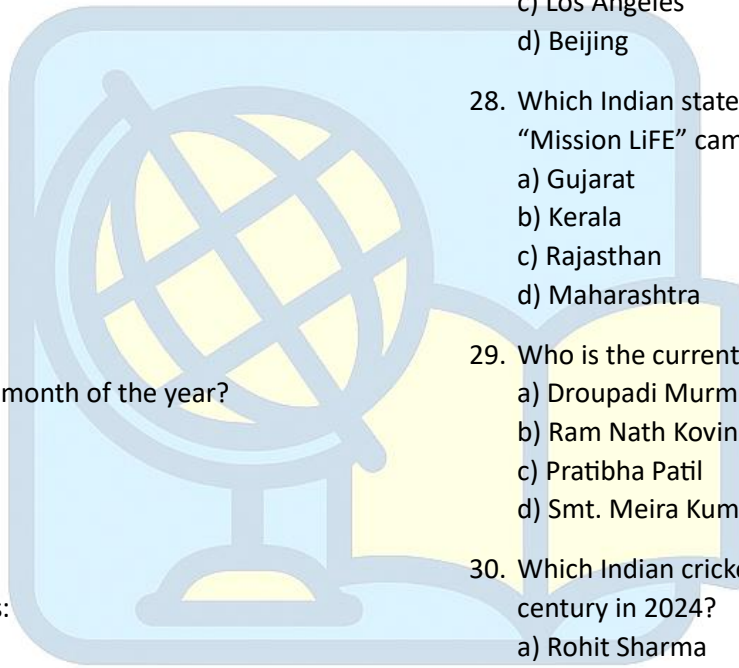 c) Los Angeles
d) Beijing
28. Which Indian state
“Mission LiFE” cam
a) Gujarat
b) Kerala
c) Rajasthan
d) Maharashtra
month of the year?
29. Who is the current
a) Droupadi Murm
b) Ram Nath Kovin
c) Pratibha Patil
d) Smt. Meira Kum
30. Which Indian cricke
s:
century in 2024?
a) Rohit Sharma